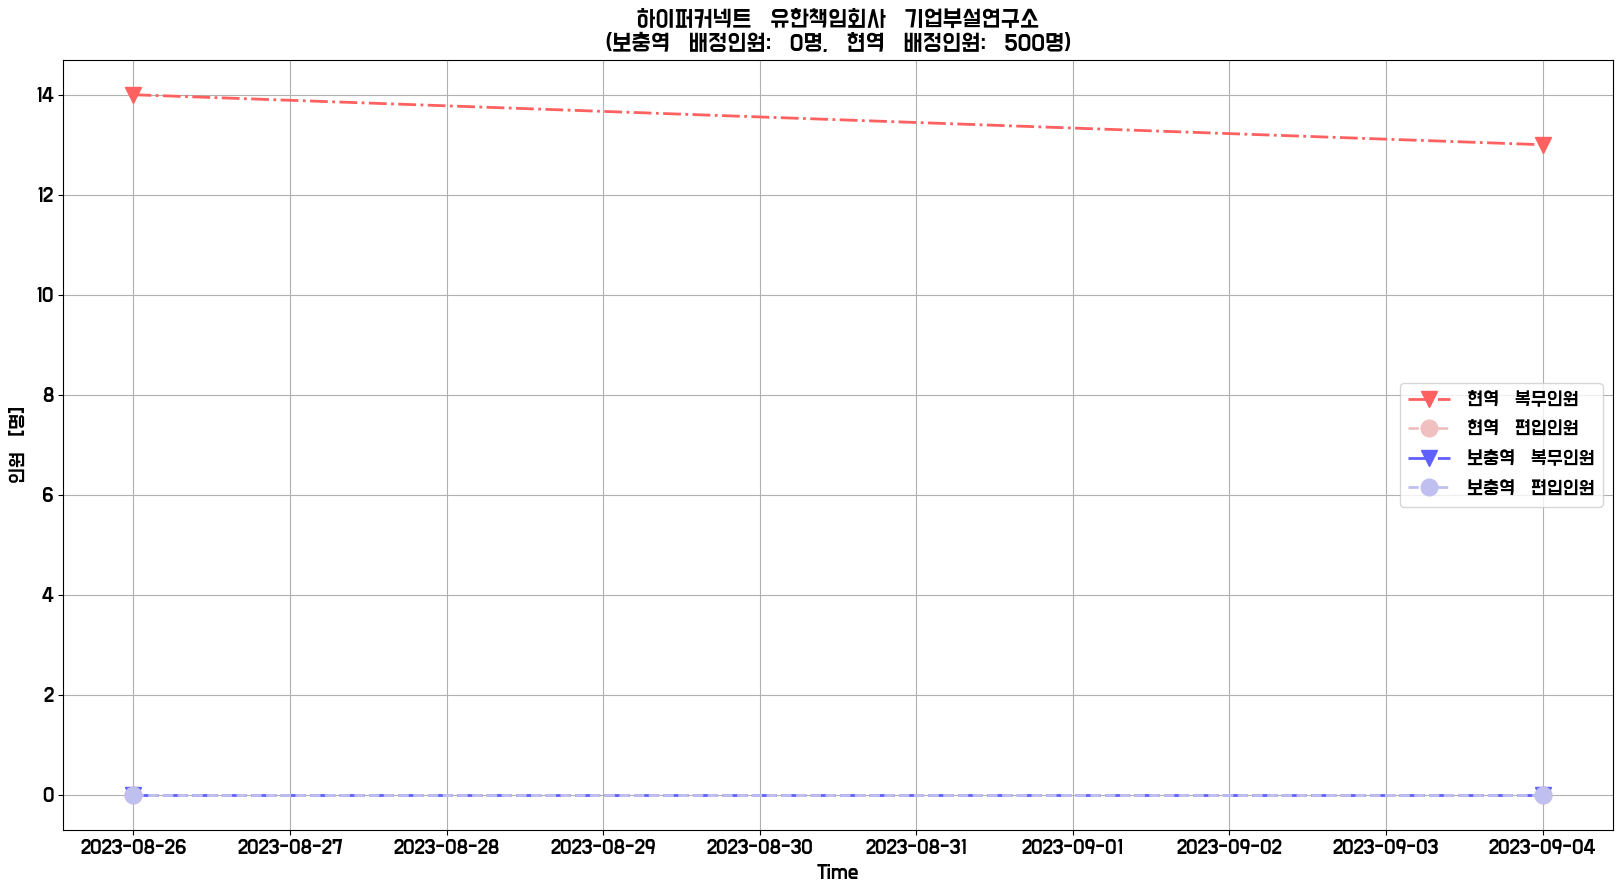 하이퍼커넥트 유한책임회사 기업부설연구소
(보충역 배정인원: 0명, 현역 배정인원: 500명)
14
12
10
8
6
4
2
0
인원 [명]
현역 복무인원
현역 편입인원
보충역 복무인원
보충역 편입인원
2023-08-26 2023-08-27 2023-08-28 2023-08-29 2023-08-30 2023-08-31 2023-09-01 2023-09-02 2023-09-03 2023-09-04
Time